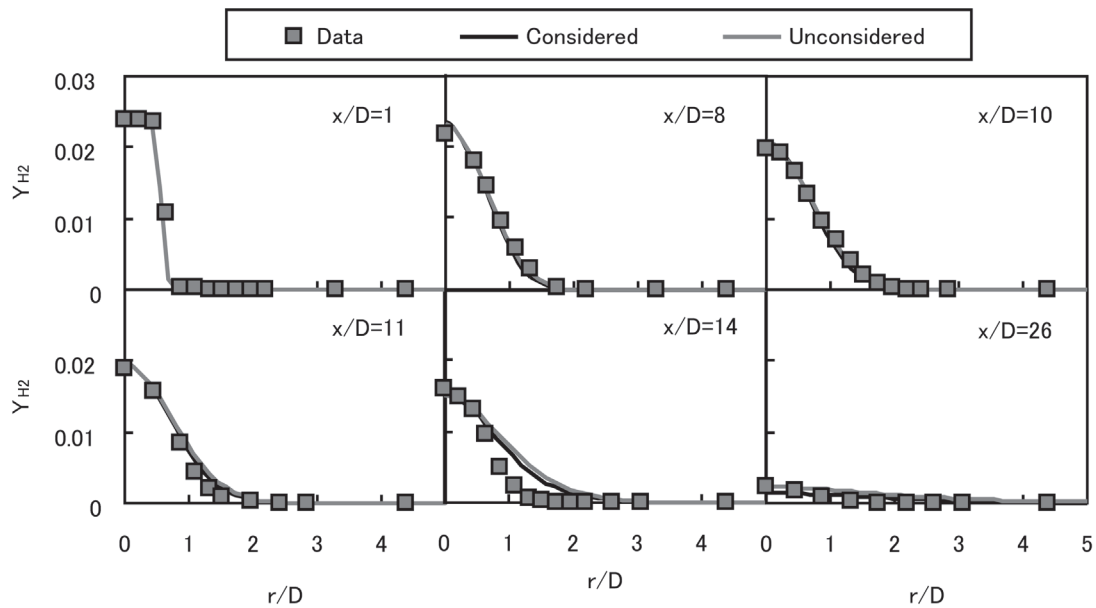 Data Considered Unconsidered
0.03
x/D=1 x/D=8 x/D=10
0.02
YH2
0.01
0
x/D=11 x/D=14 x/D=26
0.02
YH2
0.01
0
0 1 2 3 4 0 1 2 3 4 0 1 2 3 4 5
r/D r/D r/D